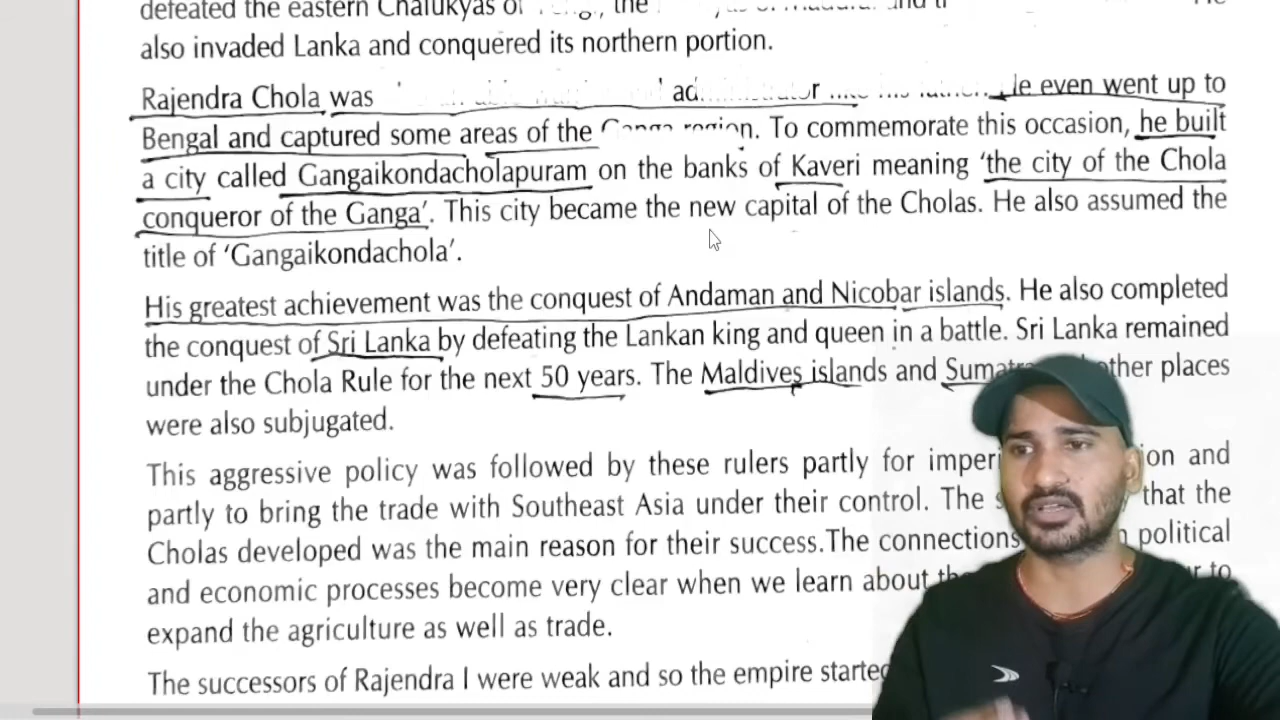 defeated the eastern Chalukyas of the
also invaded Lanka and conquered its northern portion.
Rajendra Chola was even went up to
Bengal and captured some areas of the Ganga region. To commemorate this occasion, he built
a city called Gangaikondacholapuram on the banks of Kaveri meaning ‘the city of the Chola
conqueror of the Ganga’. This city became the new capital of the Cholas. He also assumed the
title of ‘Gangaikondachola’.
His greatest achievement was the conquest of Andaman and Nicobar islands. He also completed
the conquest of Sri Lanka by defeating the Lankan king and queen in a battle. Sri Lanka remained
under the Chola Rule for the next 50 years. The Maldives islands and places
were also subjugated.
This aggressive policy was followed by these rulers partly for and
partly to bring the trade with Southeast Asia under their control. The that the
Cholas developed was the main reason for their success.The connections political
and economic processes become very clear when we learn about to
expand the agriculture as well as trade.
The successors of Rajendra I were weak and so the empire started